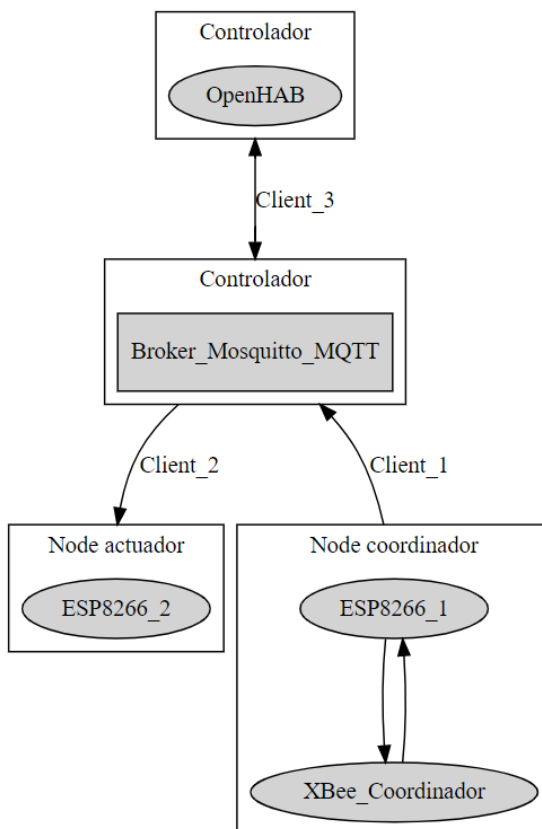 Controlador
OpenHAB
Client_3
Controlador
Broker_Mosquitto_MQTT
Client_2
Client_1
Node actuador
Node coordinador
ESP8266_2
ESP8266_1
XBee_Coordinador